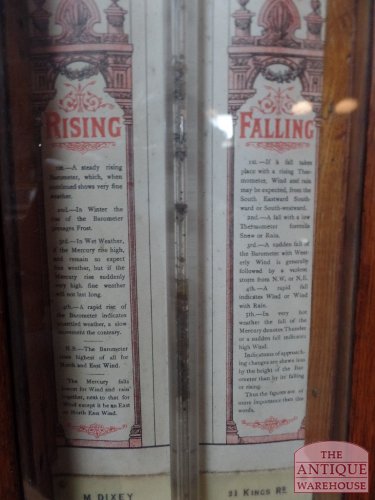 RISING
1st.—A steady rising
Barometer, which, when
continued shows very fine
weather.
2nd.—In Winter the
rise of the Barometer
presages Frost.
3rd.—In Wet Weather,
if the Mercury rise high,
and remain so expect
fine weather, but if the
Mercury rise suddenly
very high, fine weather
will not last long.
4th.—A rapid rise of
the Barometer indicates
unsettled weather, a slow
movement the contrary.
N.B.—The Barometer
rises highest of all for
North and East Wind.
The Mercury falls
lowest for Wind and rain
together, next to that for
Wind except it be an East
or North East Wind.
M DIXEY
FALLING
1st.—If a fall takes
place with a rising Ther-
mometer, Wind and rain
may be expected, from the
South Eastward South-
ward or South-westward.
2nd.—A fall with a low
Thermometer foretells
Snow or Rain.
3rd.—A sudden fall of
the Barometer with West-
erly Wind is generally
followed by a violent
storm from N.W., or N.E.
4th.—A rapid fall
indicates Wind or Wind
with Rain.
5th.—In very hot
weather the fall of the
Mercury denotes Thunder
or a sudden fall indicates
high Wind.
Indications of approach-
ing changes are shewn less
by the height of the Bar-
ometer than by its falling
or rising.
Thus the figures are of
more importance then the
words.
21 KINGS RD.
THE
ANTIQUE
WAREHOUSE